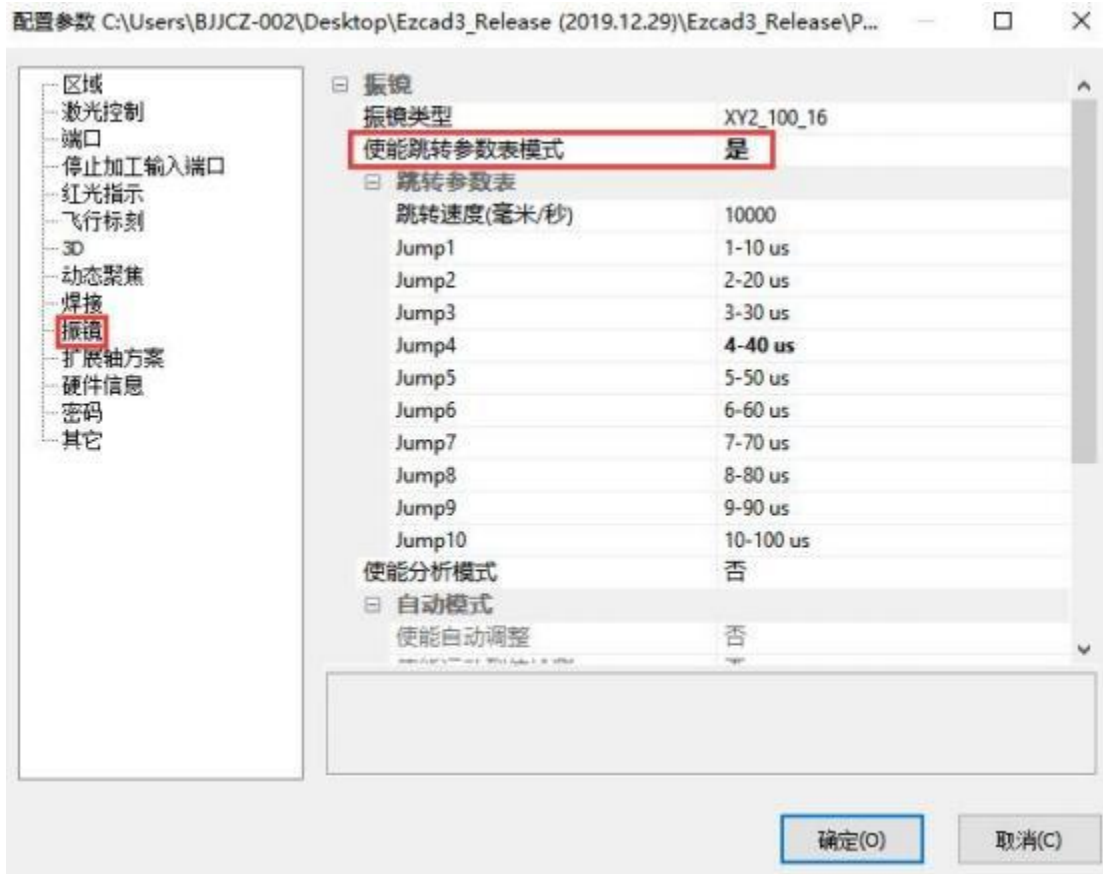 配置参数 C:\Users\BJJCZ-002\Desktop\Ezcad3_Release (2019.12.29)\Ezcad3_Release\P...
区域
激光控制
端口
停止加工输入端口
红光指示
飞行标刻
3D
动态聚焦
焊接
振镜
扩展轴方案
硬件信息
密码
其它
振镜
振镜类型 XY2_100_16
使能跳转参数表模式 是
跳转参数表
跳转速度(毫米/秒) 10000
Jump1 1-10 us
Jump2 2-20 us
Jump3 3-30 us
Jump4 4-40 us
Jump5 5-50 us
Jump6 6-60 us
Jump7 7-70 us
Jump8 8-80 us
Jump9 9-90 us
Jump10 10-100 us
使能分析模式 否
自动模式
使能自动调整 否
确定(O)
取消(C)